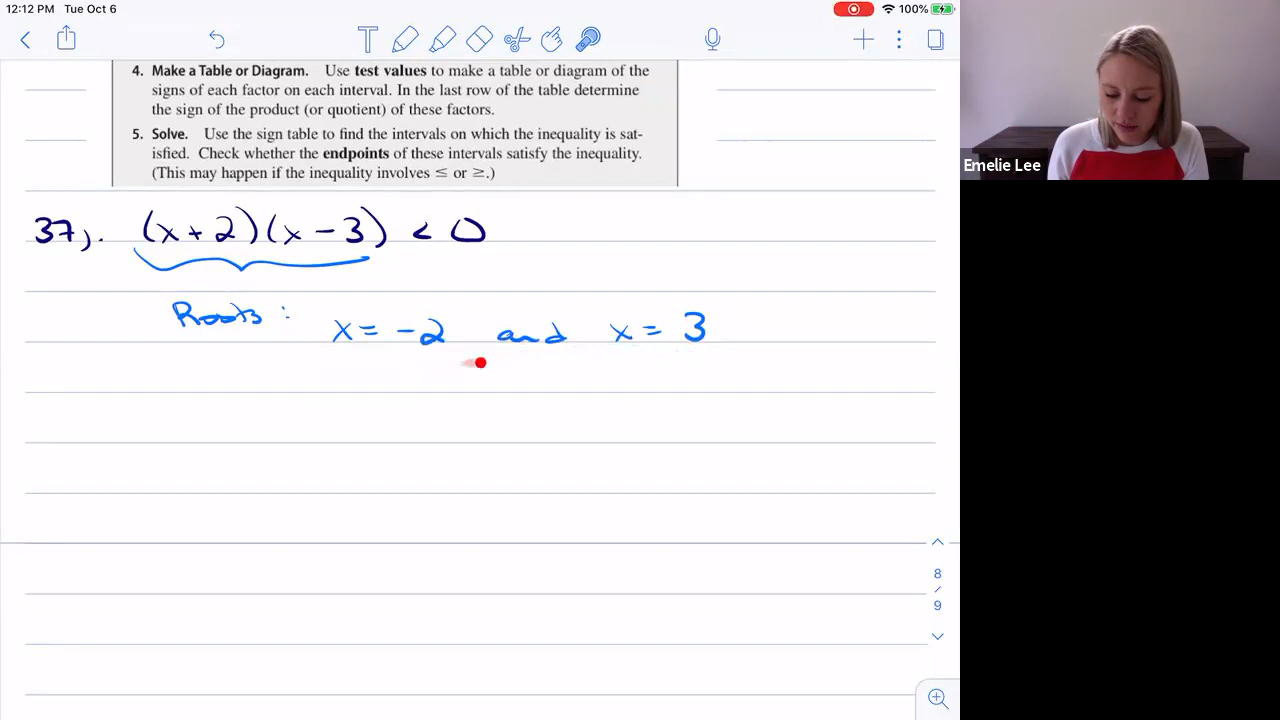 12:12 PM Tue Oct 6
100%
4. Make a Table or Diagram. Use test values to make a table or diagram of the
signs of each factor on each interval. In the last row of the table determine
the sign of the product (or quotient) of these factors.
5. Solve. Use the sign table to find the intervals on which the inequality is sat-
isfied. Check whether the endpoints of these intervals satisfy the inequality.
(This may happen if the inequality involves ≤ or ≥.)
Emelie Lee
37). (x+2)(x-3) < 0
Roots: x = -2 and x = 3
8
/
9